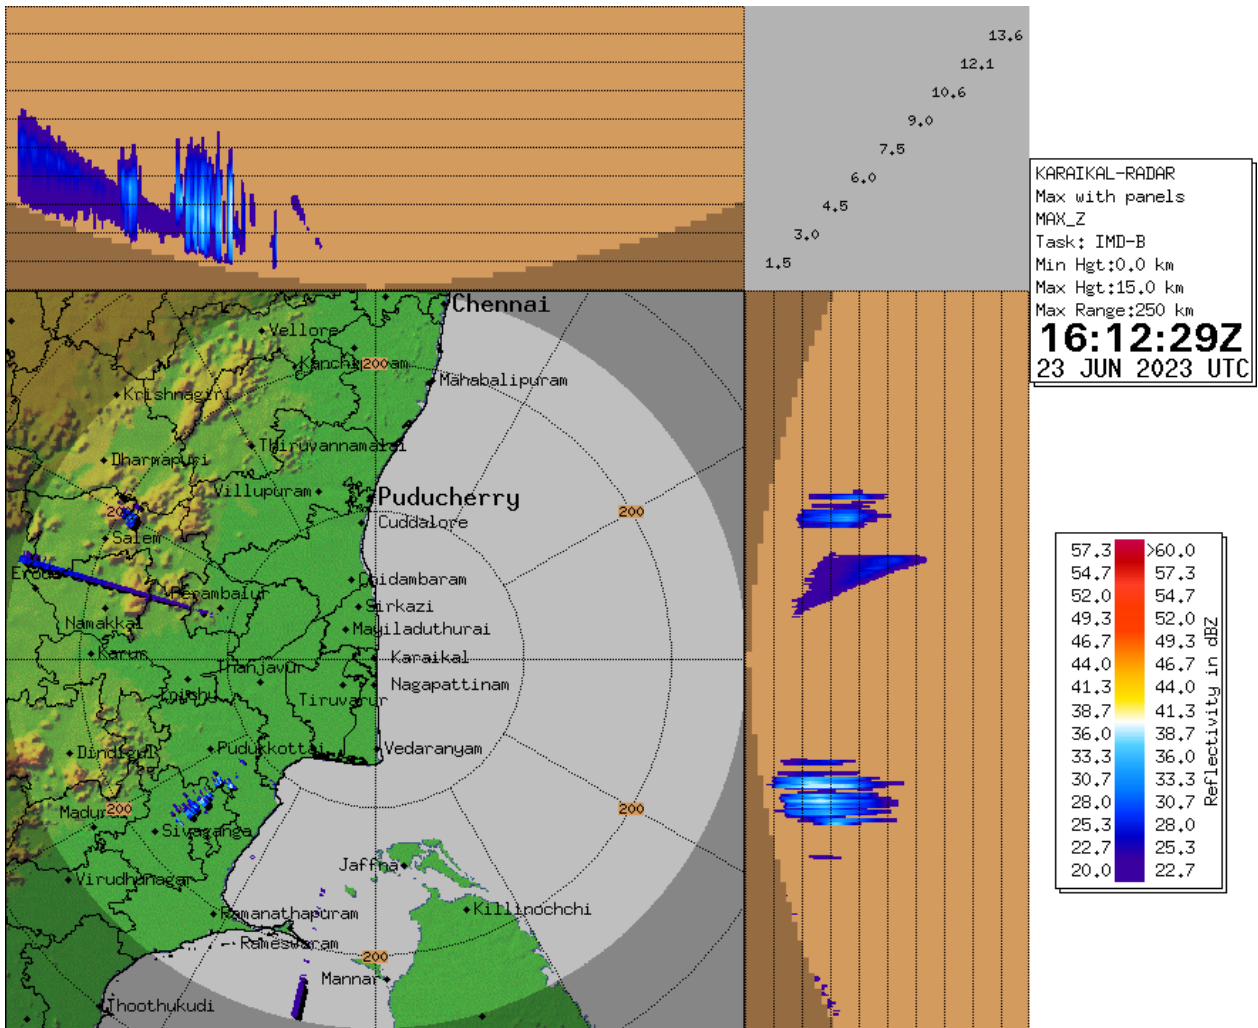 13.6
12.1
10.6
9.0
7.5
6.0
4.5
3.0
1.5
KARAIKAL-RADAR
Max with panels
MAX_Z
Task: IMD-B
Min Hgt:0.0 km
Max Hgt:15.0 km
Max Range:250 km
16:12:29Z
23 JUN 2023 UTC
Chennai
Vellore
200
Mahabalipuram
Krishnagiri
Thiruvannamalai
Dharmapuri
Villupuram
Puducherry
200
200
Cuddalore
Salem
Chidambaram
Perambalur
Sirkazi
Namakkal
Mayiladuthurai
Karur
Karaikal
Thanjavur
Nagapattinam
Tiruvarur
Dindigul
Pudukkottai
Vedaranyam
200
200
Sivaganga
Jaffna
Virudhunagar
Killinochchi
Ramanathapuram
Rameswaram
200
Mannar
Thoothukudi
57.3 >60.0
54.7 57.3
52.0 54.7
49.3 52.0
46.7 49.3
44.0 46.7
41.3 44.0
38.7 41.3
36.0 38.7
33.3 36.0
30.7 33.3
28.0 30.7
25.3 28.0
22.7 25.3
20.0 22.7
Reflectivity in dBZ